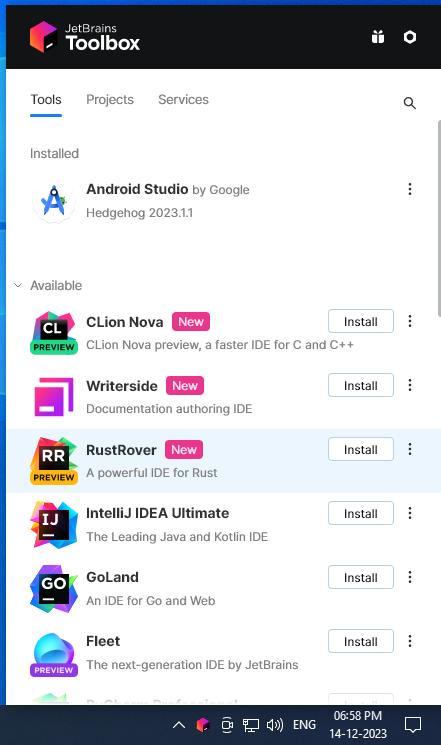 JetBrains
Toolbox
Tools Projects Services
Installed
Android Studio by Google
Hedgehog 2023.1.1
Available
CL
PREVIEW
CLion Nova New Install
CLion Nova preview, a faster IDE for C and C++
Writerside New Install
Documentation authoring IDE
RR
PREVIEW
RustRover New Install
A powerful IDE for Rust
IJ
IntelliJ IDEA Ultimate Install
The Leading Java and Kotlin IDE
GO
GoLand Install
An IDE for Go and Web
PREVIEW
Fleet Install
The next-generation IDE by JetBrains
PyCharm Professional Install
ENG
06:58 PM
14-12-2023